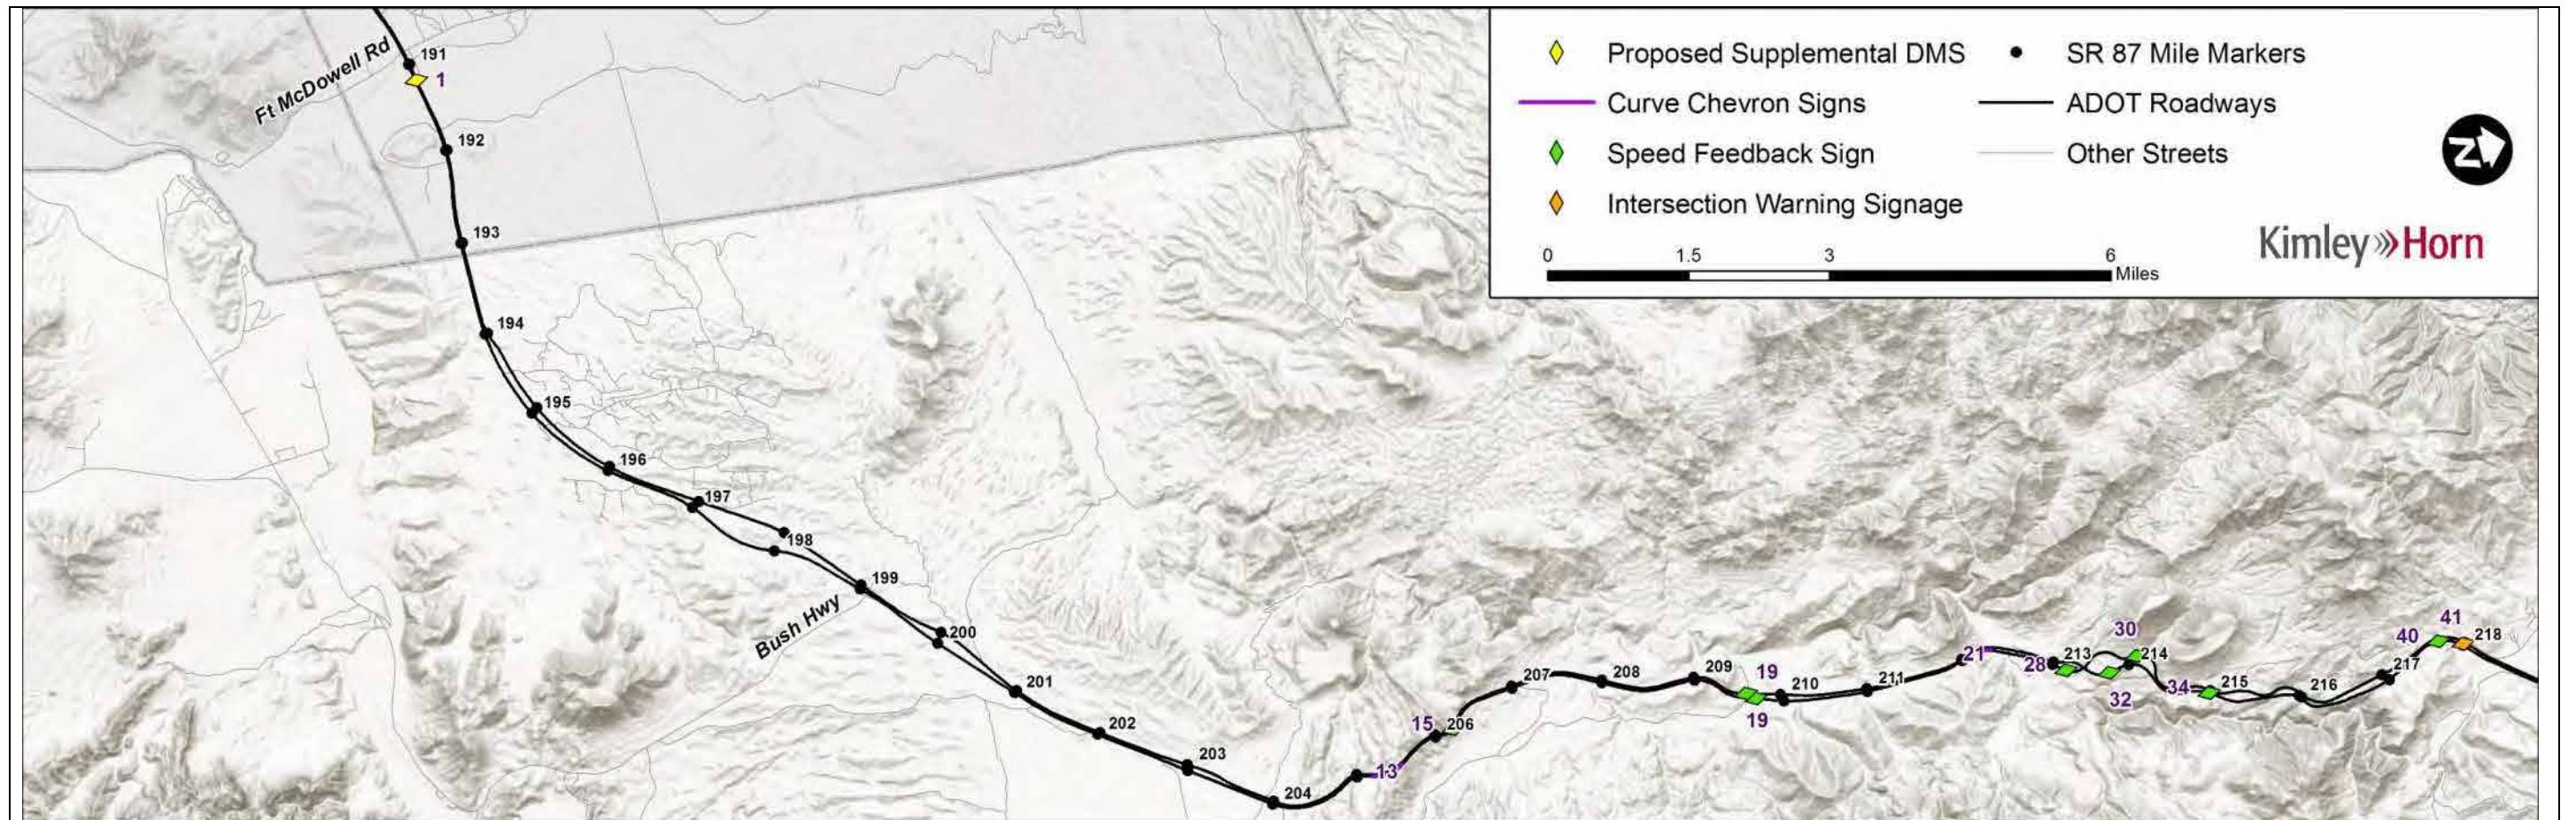 Proposed Supplemental DMS
SR 87 Mile Markers
Curve Chevron Signs
ADOT Roadways
Speed Feedback Sign
Other Streets
Intersection Warning Signage
Z
0 1.5 3 6
Miles
Kimley»Horn
Ft McDowell Rd
191
1
192
193
194
195
196
197
198
199
Bush Hwy
200
201
202
203
204
13
15
206
207
208
209
19
19
210
211
21
28
213
30
214
32
34
215
216
217
40
41
218